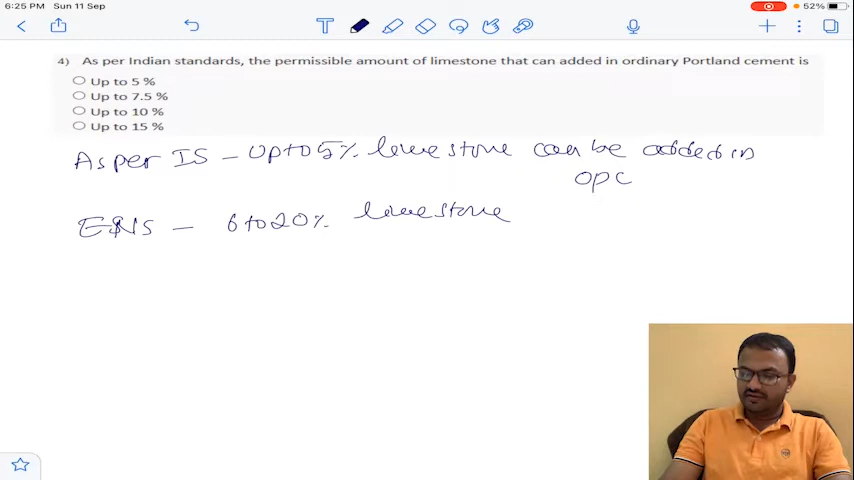 6:25 PM Sun 11 Sep 52%
4) As per Indian standards, the permissible amount of limestone that can added in ordinary Portland cement is
Up to 5 %
Up to 7.5 %
Up to 10 %
Up to 15 %
As per IS - Up to 5% limestone can be added in
OPC
- 6 to 20% limestone